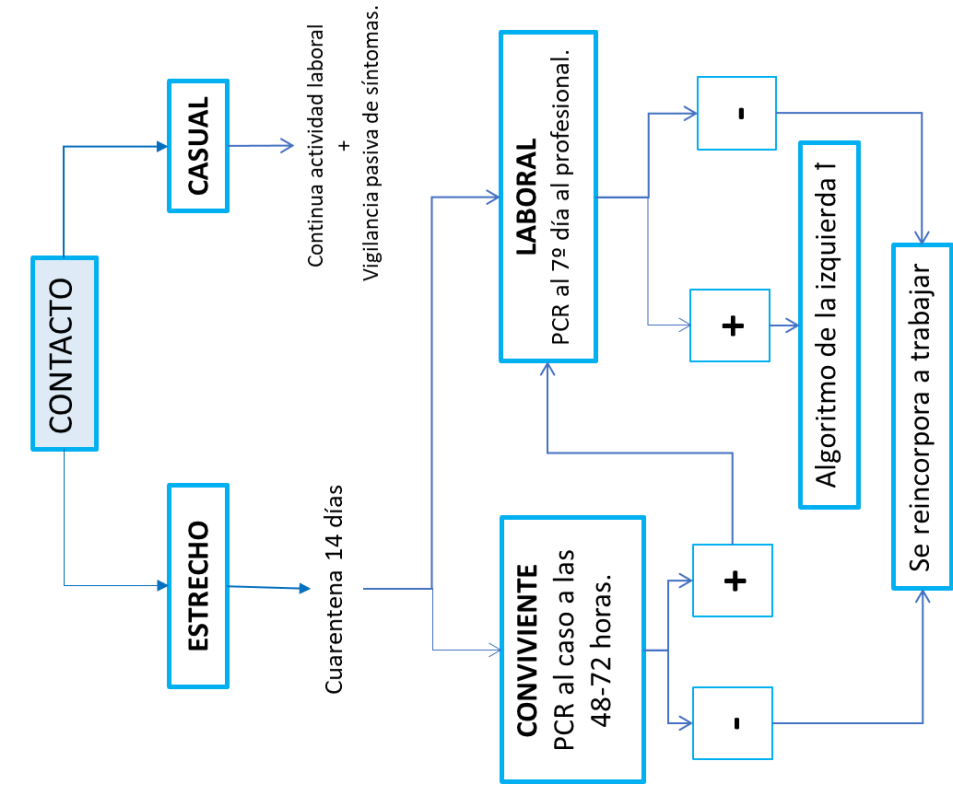 CONTACTO
ESTRECHO
CASUAL
Cuarentena 14 días
Continua actividad laboral
+
Vigilancia pasiva de síntomas.
CONVIVIENTE
PCR al caso a las
48-72 horas.
LABORAL
PCR al 7º día al profesional.
-
+
+
-
Algoritmo de la izquierda ↑
Se reincorpora a trabajar